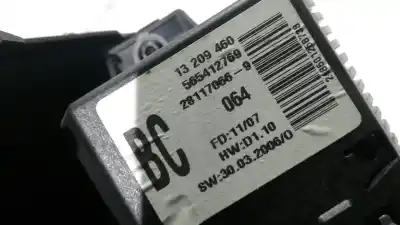 13 209 460
565412769
28117066-9
064
BC
FD:11/07
HW:D1.10
SW:30.03.2006/0